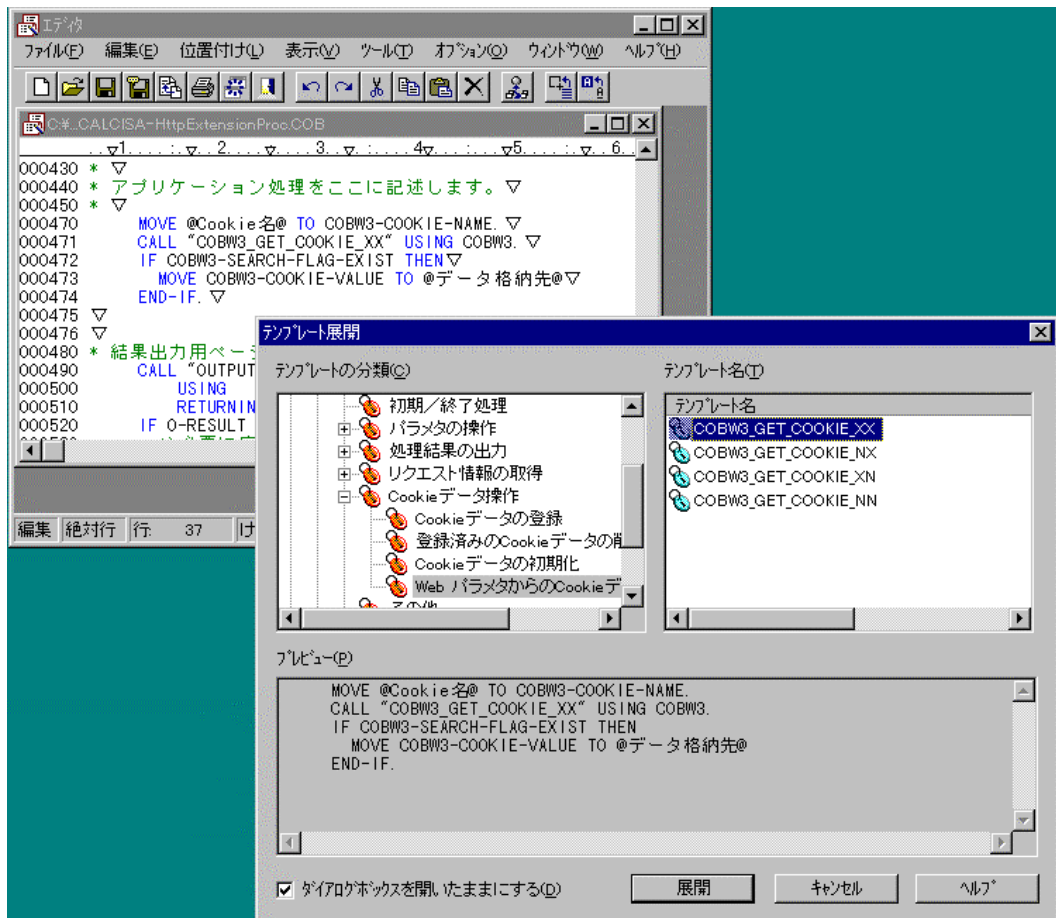 エディタ
ファイル(F) 編集(E) 位置付け(L) 表示(V) ツール(T) オプション(O) ウィンドウ(W) ヘルプ(H)
C:¥...CALCISA-HttpExtensionProc.COB
000430 * ▽
000440 * アプリケーション処理をここに記述します。▽
000450 * ▽
000470 MOVE @Cookie名@ TO COBW3-COOKIE-NAME. ▽
000471 CALL "COBW3_GET_COOKIE_XX" USING COBW3. ▽
000472 IF COBW3-SEARCH-FLAG-EXIST THEN▽
000473 MOVE COBW3-COOKIE-VALUE TO @データ格納先@▽
000474 END-IF. ▽
000475 ▽
000476 ▽
000480 * 結果出力用ペー
000490 CALL "OUTPUT
000500 USING
000510 RETURNIN
000520 IF O-RESULT
編集 絶対行 行: 37 け
テンプレート展開
テンプレートの分類(C)
初期/終了処理
パラメタの操作
処理結果の出力
リクエスト情報の取得
Cookieデータ操作
Cookieデータの登録
登録済みのCookieデータの削
Cookieデータの初期化
Web パラメタからのCookieデ
その他
テンプレート名(T)
テンプレート名
COBW3_GET_COOKIE_XX
COBW3_GET_COOKIE_NX
COBW3_GET_COOKIE_XN
COBW3_GET_COOKIE_NN
プレビュー(P)
MOVE @Cookie名@ TO COBW3-COOKIE-NAME.
CALL "COBW3_GET_COOKIE_XX" USING COBW3.
IF COBW3-SEARCH-FLAG-EXIST THEN
MOVE COBW3-COOKIE-VALUE TO @データ格納先@
END-IF.
ダイアログボックスを開いたままにする(D)
展開 キャンセル ヘルプ